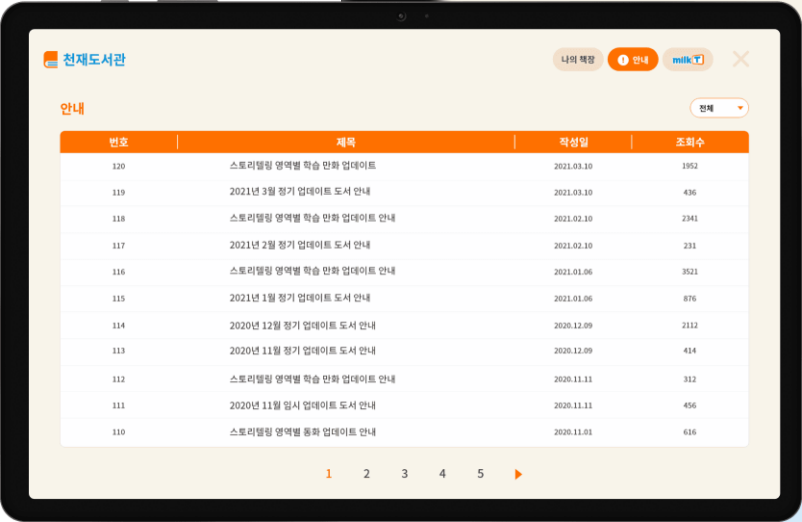 천재도서관
나의 책장
! 안내
milk T
안내
전체
번호 제목 작성일 조회수
120 스토리텔링 영역별 학습 만화 업데이트 2021.03.10 1952
119 2021년 3월 정기 업데이트 도서 안내 2021.03.10 436
118 스토리텔링 영역별 학습 만화 업데이트 안내 2021.02.10 2341
117 2021년 2월 정기 업데이트 도서 안내 2021.02.10 231
116 스토리텔링 영역별 학습 만화 업데이트 안내 2021.01.06 3521
115 2021년 1월 정기 업데이트 도서 안내 2021.01.06 876
114 2020년 12월 정기 업데이트 도서 안내 2020.12.09 2112
113 2020년 11월 정기 업데이트 도서 안내 2020.12.09 414
112 스토리텔링 영역별 학습 만화 업데이트 안내 2020.11.11 312
111 2020년 11월 임시 업데이트 도서 안내 2020.11.11 456
110 스토리텔링 영역별 동화 업데이트 안내 2020.11.01 616
1 2 3 4 5